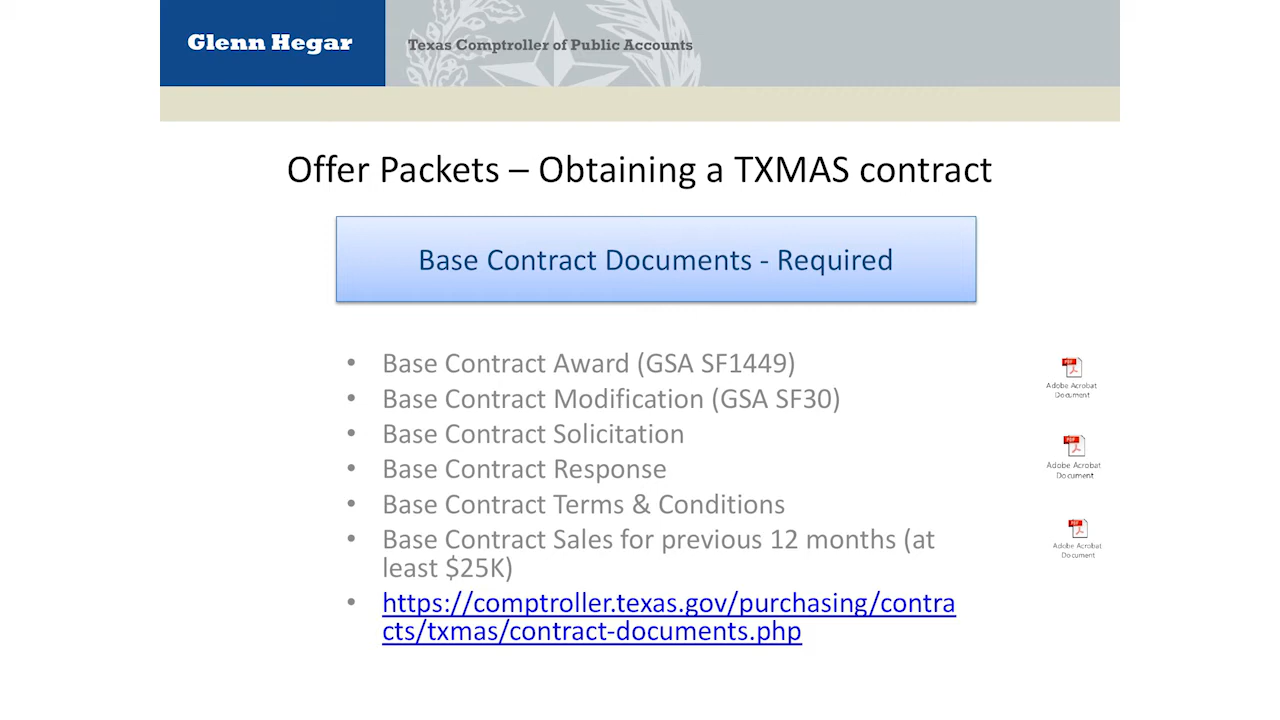 Glenn Hegar
Texas Comptroller of Public Accounts
Offer Packets – Obtaining a TXMAS contract
Base Contract Documents - Required
• Base Contract Award (GSA SF1449)
• Base Contract Modification (GSA SF30)
• Base Contract Solicitation
• Base Contract Response
• Base Contract Terms & Conditions
• Base Contract Sales for previous 12 months (at
least $25K)
• https://comptroller.texas.gov/purchasing/contra
cts/txmas/contract-documents.php
PDF
Adobe Acrobat
Document
PDF
Adobe Acrobat
Document
PDF
Adobe Acrobat
Document